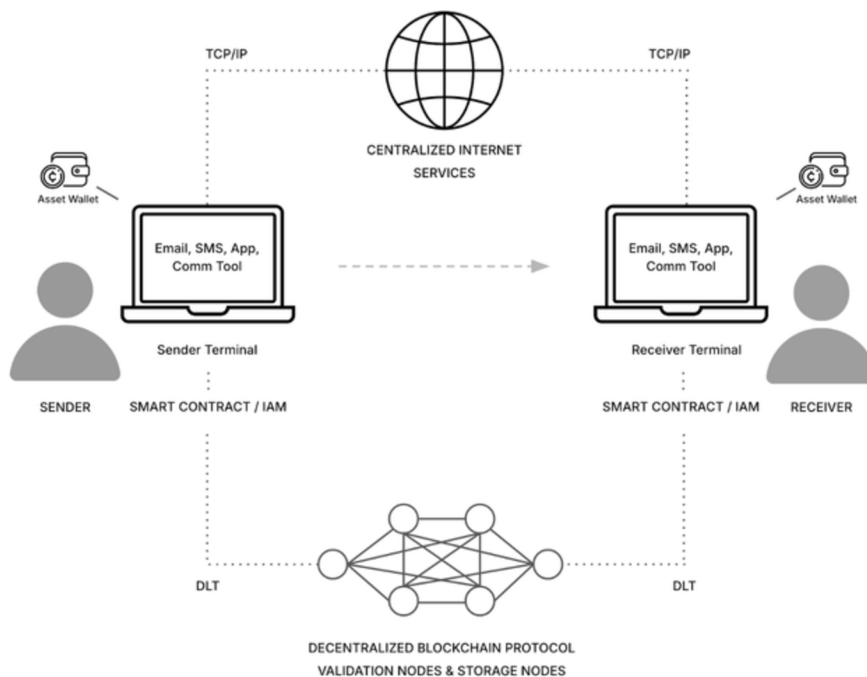 TCP/IP
TCP/IP
CENTRALIZED INTERNET
SERVICES
Asset Wallet
Asset Wallet
Email, SMS, App,
Comm Tool
Email, SMS, App,
Comm Tool
Sender Terminal
Receiver Terminal
SENDER
SMART CONTRACT / IAM
SMART CONTRACT / IAM
RECEIVER
DLT
DLT
DECENTRALIZED BLOCKCHAIN PROTOCOL
VALIDATION NODES & STORAGE NODES